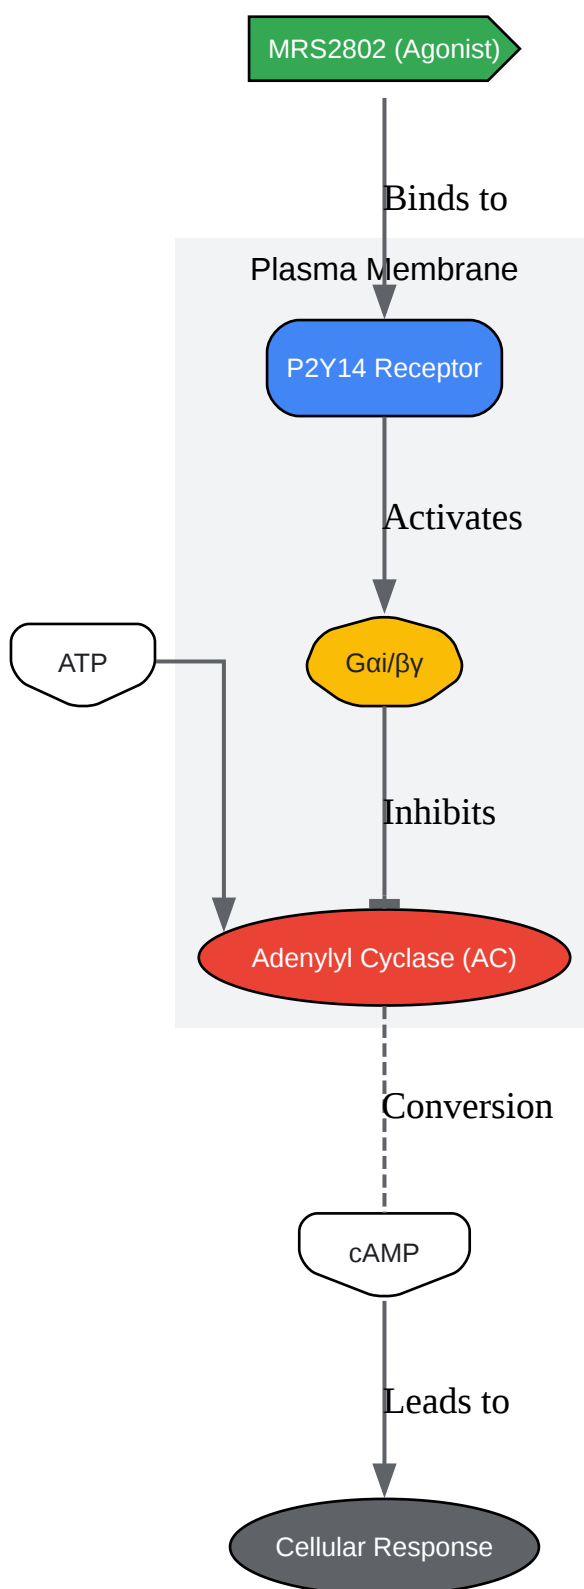 MRS2802 (Agonist)
Binds to
Plasma Membrane
P2Y14 Receptor
Activates
ATP
Gαi/βγ
Inhibits
Adenylyl Cyclase (AC)
Conversion
cAMP
Leads to
Cellular Response